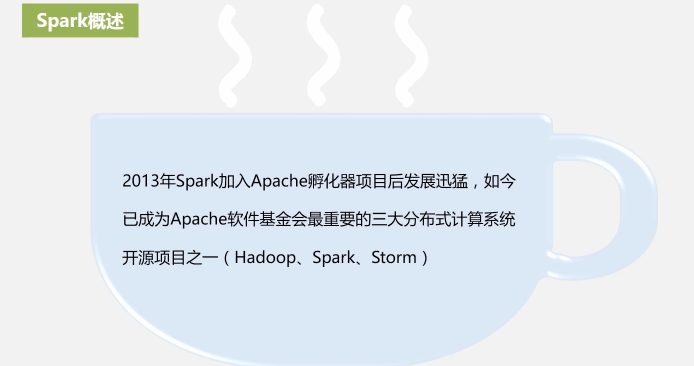 Spark概述
2013年Spark加入Apache孵化器项目后发展迅猛，如今
已成为Apache软件基金会最重要的三大分布式计算系统
开源项目之一（Hadoop、Spark、Storm）